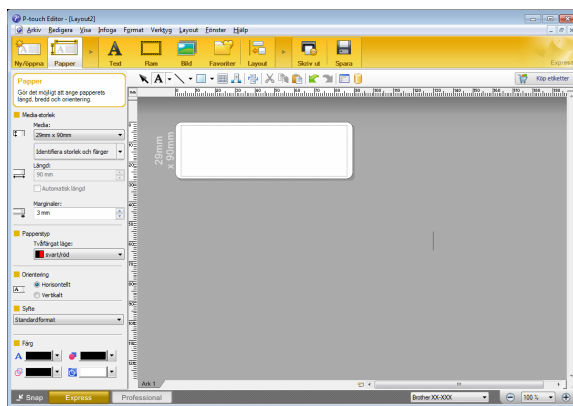 P-touch Editor - [Layout2]
Arkiv Redigera Visa Infoga Format Verktyg Layout Fönster Hjälp
Ny/öppna Papper Text Ram Bild Favoriter Layout Skriv ut Spara Express
Papper
Gör det möjligt att ange papperets
längd, bredd och orientering.
Köp etiketter
Media-storlek
Media:
29mm x 90mm
Identifiera storlek och färger
Längd:
90 mm
Automatisk längd
Marginaler:
3 mm
Papperstyp
Tvåfärgat läge:
svart/röd
Orientering
Horisontellt
Vertikalt
Syfte
Standardformat
Färg
29mm
x 90mm
Ark 1
Snap Express Professional
Brother XX-XXX 100 %